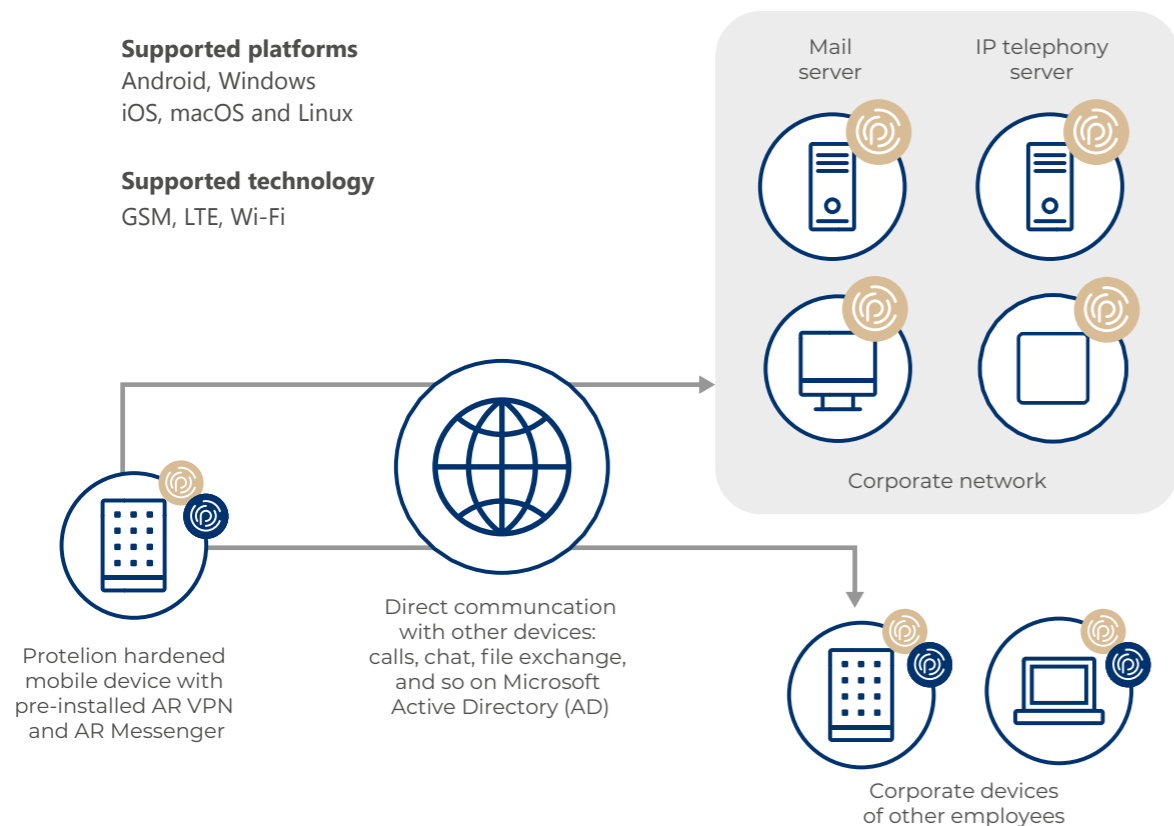 Supported platforms
Android, Windows
iOS, macOS and Linux
Supported technology
GSM, LTE, Wi-Fi
Mail
server
IP telephony
server
Corporate network
Protelion hardened
mobile device with
pre-installed AR VPN
and AR Messenger
Direct communcation
with other devices:
calls, chat, file exchange,
and so on Microsoft
Active Directory (AD)
Corporate devices
of other employees